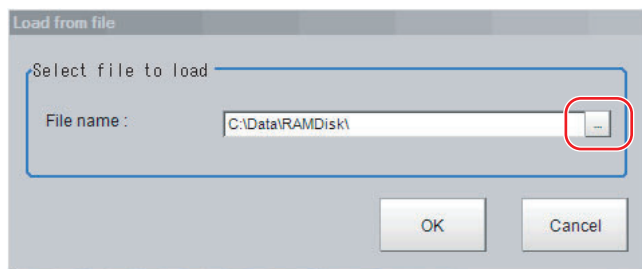 Load from file
Select file to load
File name :
C:\Data\RAMDisk\
...
OK
Cancel